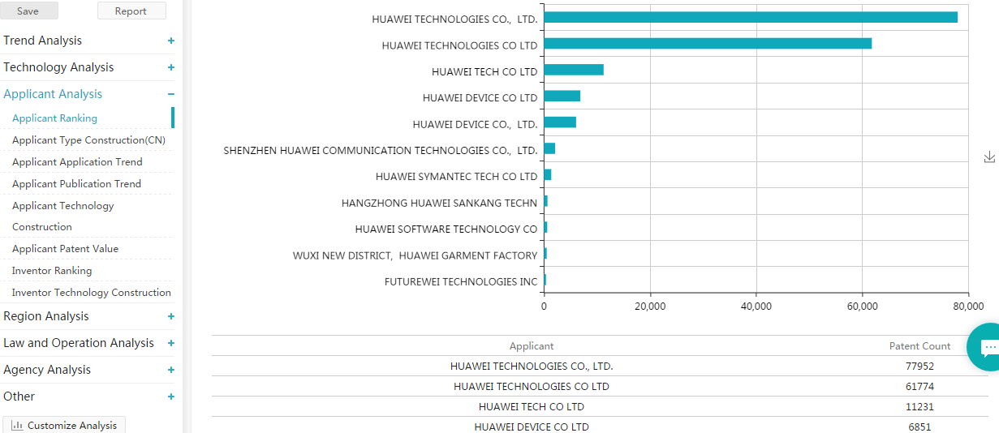 Save
Report
Trend Analysis
Technology Analysis
Applicant Analysis
Applicant Ranking
Applicant Type Construction(CN)
Applicant Application Trend
Applicant Publication Trend
Applicant Technology
Construction
Applicant Patent Value
Inventor Ranking
Inventor Technology Construction
Region Analysis
Law and Operation Analysis
Agency Analysis
Other
Customize Analysis
HUAWEI TECHNOLOGIES CO., LTD.
HUAWEI TECHNOLOGIES CO LTD
HUAWEI TECH CO LTD
HUAWEI DEVICE CO LTD
HUAWEI DEVICE CO., LTD.
SHENZHEN HUAWEI COMMUNICATION TECHNOLOGIES CO., LTD.
HUAWEI SYMANTEC TECH CO LTD
HANGZHONG HUAWEI SANKANG TECHN
HUAWEI SOFTWARE TECHNOLOGY CO
WUXI NEW DISTRICT, HUAWEI GARMENT FACTORY
FUTUREWEI TECHNOLOGIES INC
0 20,000 40,000 60,000 80,000
Applicant Patent Count
HUAWEI TECHNOLOGIES CO., LTD. 77952
HUAWEI TECHNOLOGIES CO LTD 61774
HUAWEI TECH CO LTD 11231
HUAWEI DEVICE CO LTD 6851